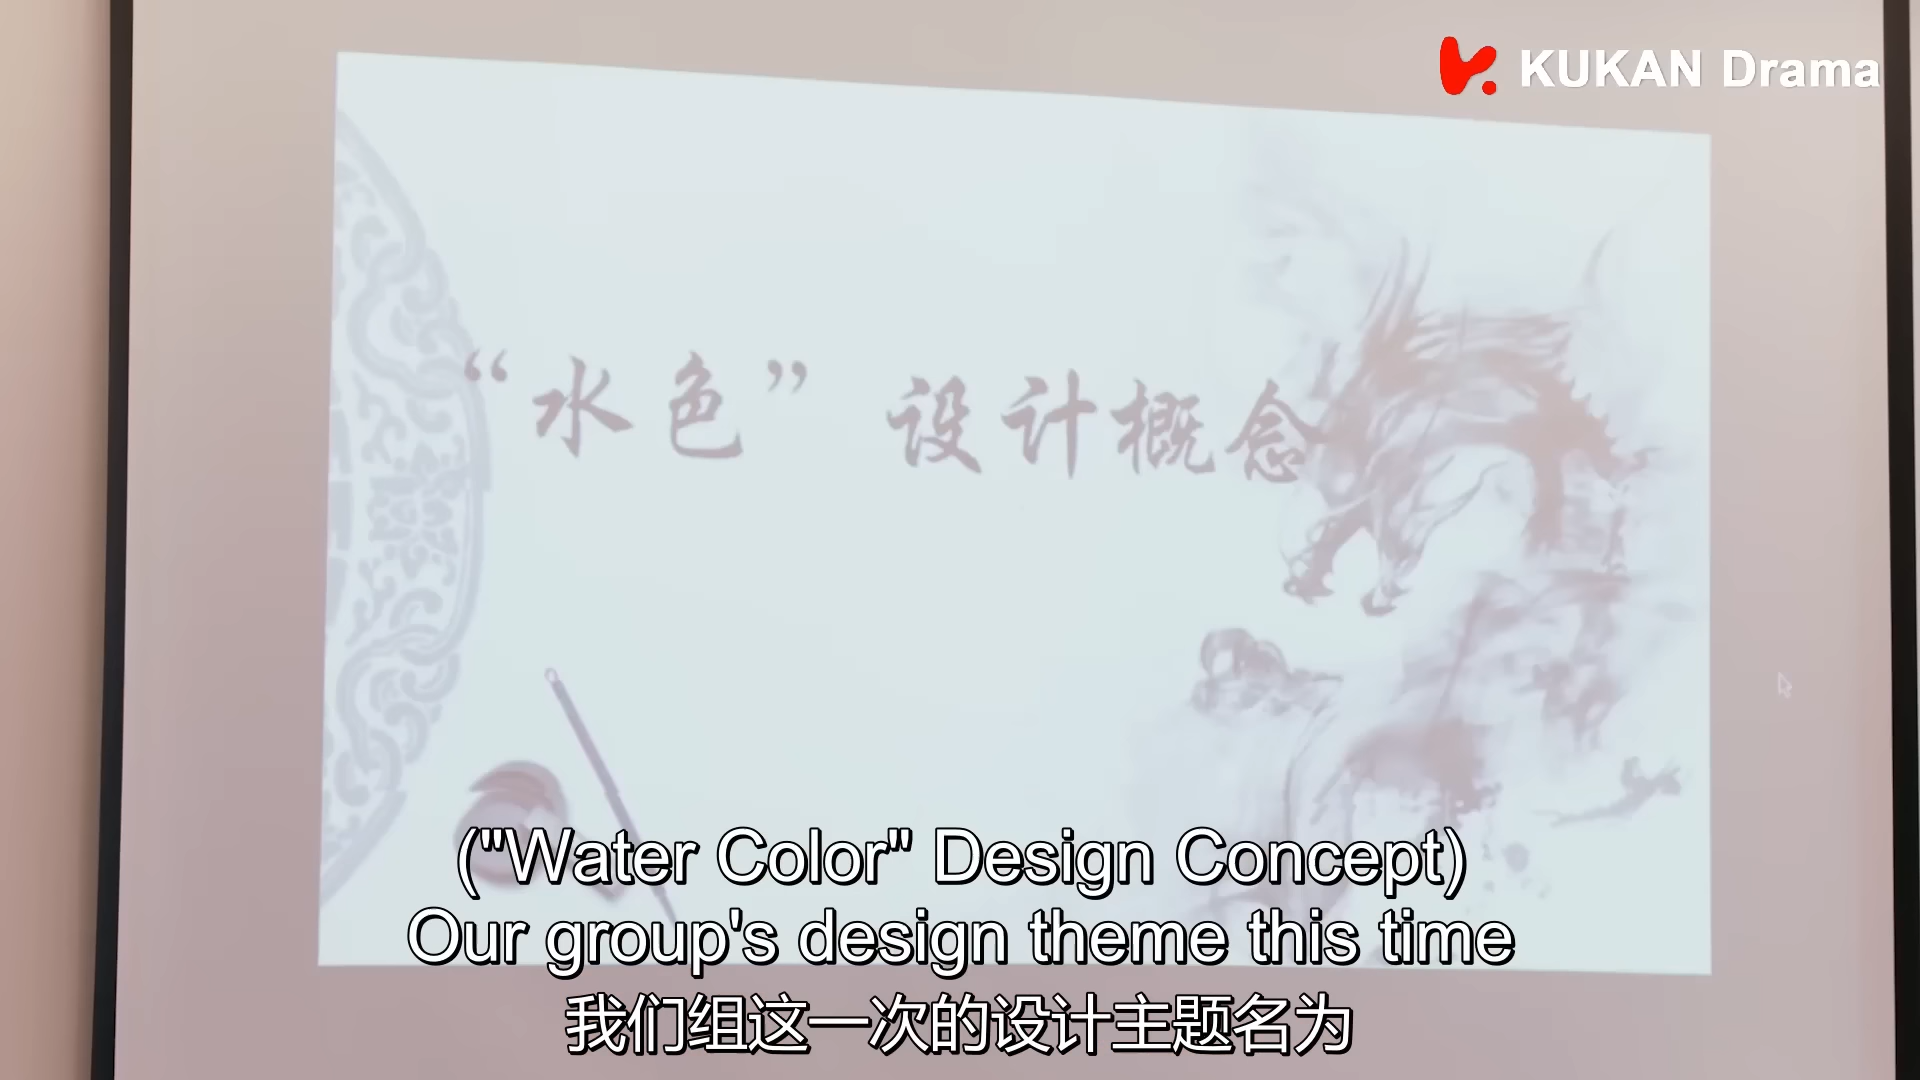 KUKAN Drama
“水色”设计概念
("Water Color" Design Concept)
Our group's design theme this time
我们组这一次的设计主题名为